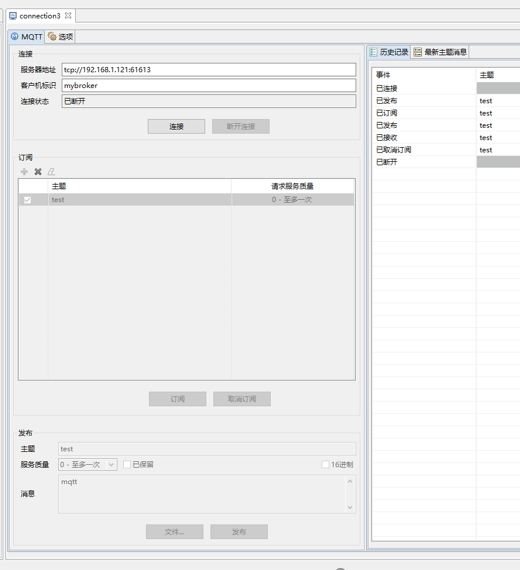 connection3
MQTT 选项
连接
服务器地址 tcp://192.168.1.121:61613
客户机标识 mybroker
连接状态 已断开
连接 断开连接
订阅
主题 请求服务质量
test 0 - 至多一次
订阅 取消订阅
发布
主题 test
服务质量 0 - 至多一次 已保留 16进制
消息 mqtt
文件... 发布
历史记录 最新主题消息
事件 主题
已连接
已发布 test
已订阅 test
已发布 test
已接收 test
已取消订阅 test
已断开